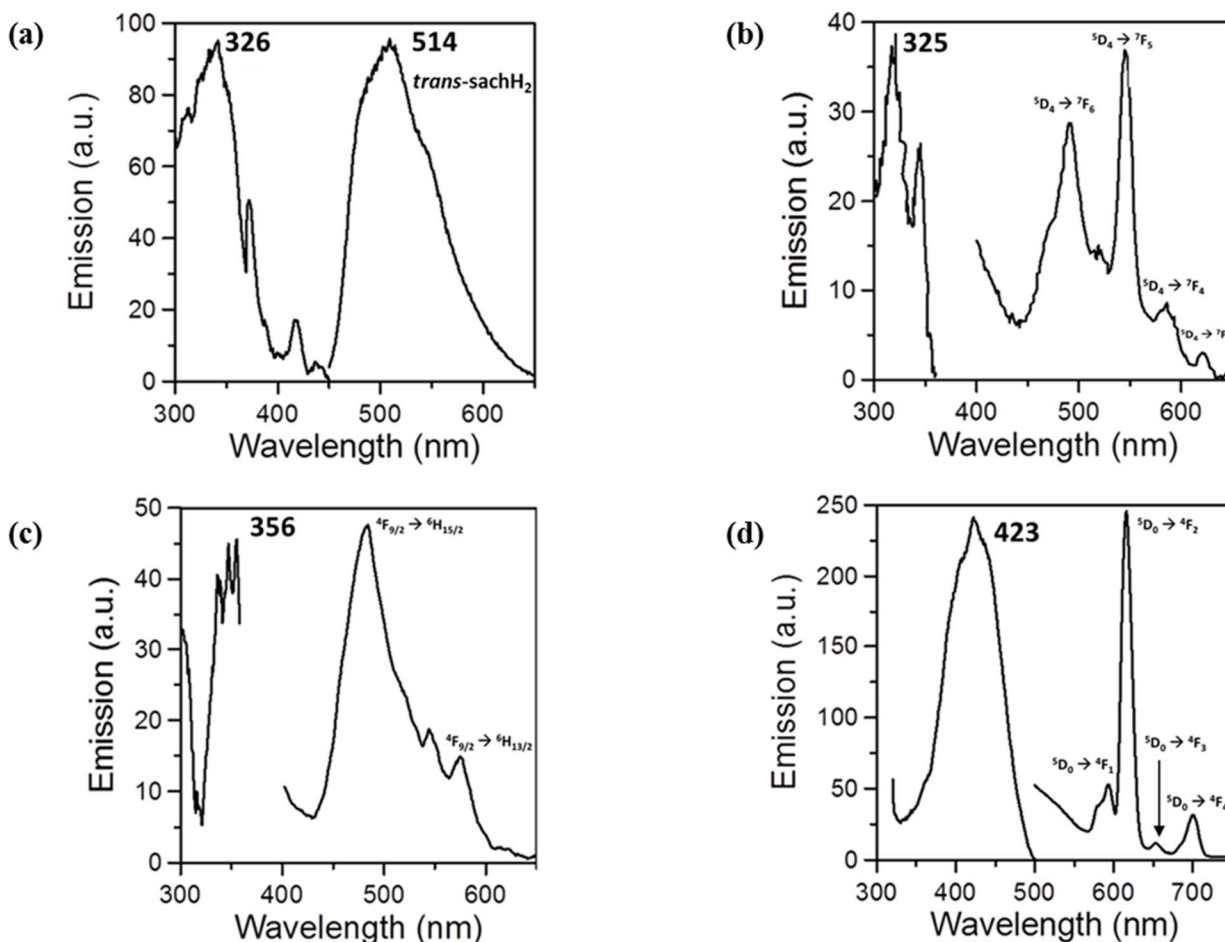 (a)
Emission (a.u.)
100
80
60
40
20
0
326
514
trans-sachH₂
300 400 500 600
Wavelength (nm)
(b)
Emission (a.u.)
40
30
20
10
0
325
⁵D₄ → ⁷F₆
⁵D₄ → ⁷F₅
⁵D₄ → ⁷F₄
⁵D₄ → ⁷F
300 400 500 600
Wavelength (nm)
(c)
Emission (a.u.)
50
40
30
20
10
0
356
⁴F₉/₂ → ⁶H₁₅/₂
⁴F₉/₂ → ⁶H₁₃/₂
300 400 500 600
Wavelength (nm)
(d)
Emission (a.u.)
250
200
150
100
50
0
423
⁵D₀ → ⁴F₂
⁵D₀ → ⁴F₃
⁵D₀ → ⁴F₁
⁵D₀ → ⁴F₄
300 400 500 600 700
Wavelength (nm)